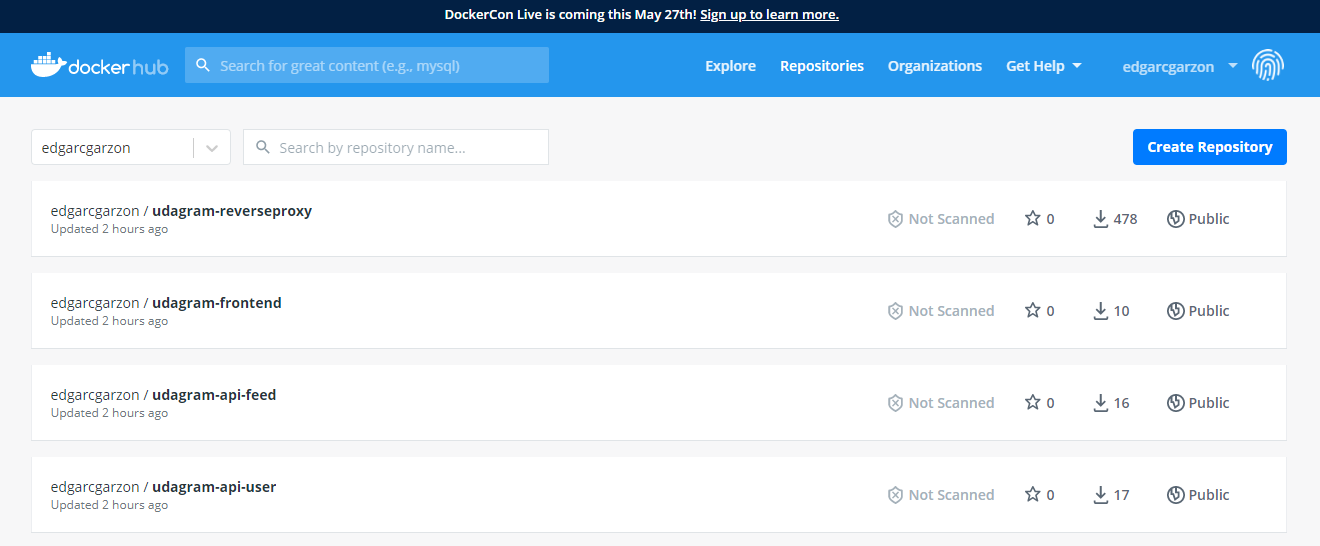 DockerCon Live is coming this May 27th! Sign up to learn more.
docker hub Search for great content (e.g., mysql) Explore Repositories Organizations Get Help edgarcgarzon
edgarcgarzon Search by repository name... Create Repository
edgarcgarzon / udagram-reverseproxy
Updated 2 hours ago
Not Scanned 0 478 Public
edgarcgarzon / udagram-frontend
Updated 2 hours ago
Not Scanned 0 10 Public
edgarcgarzon / udagram-api-feed
Updated 2 hours ago
Not Scanned 0 16 Public
edgarcgarzon / udagram-api-user
Updated 2 hours ago
Not Scanned 0 17 Public